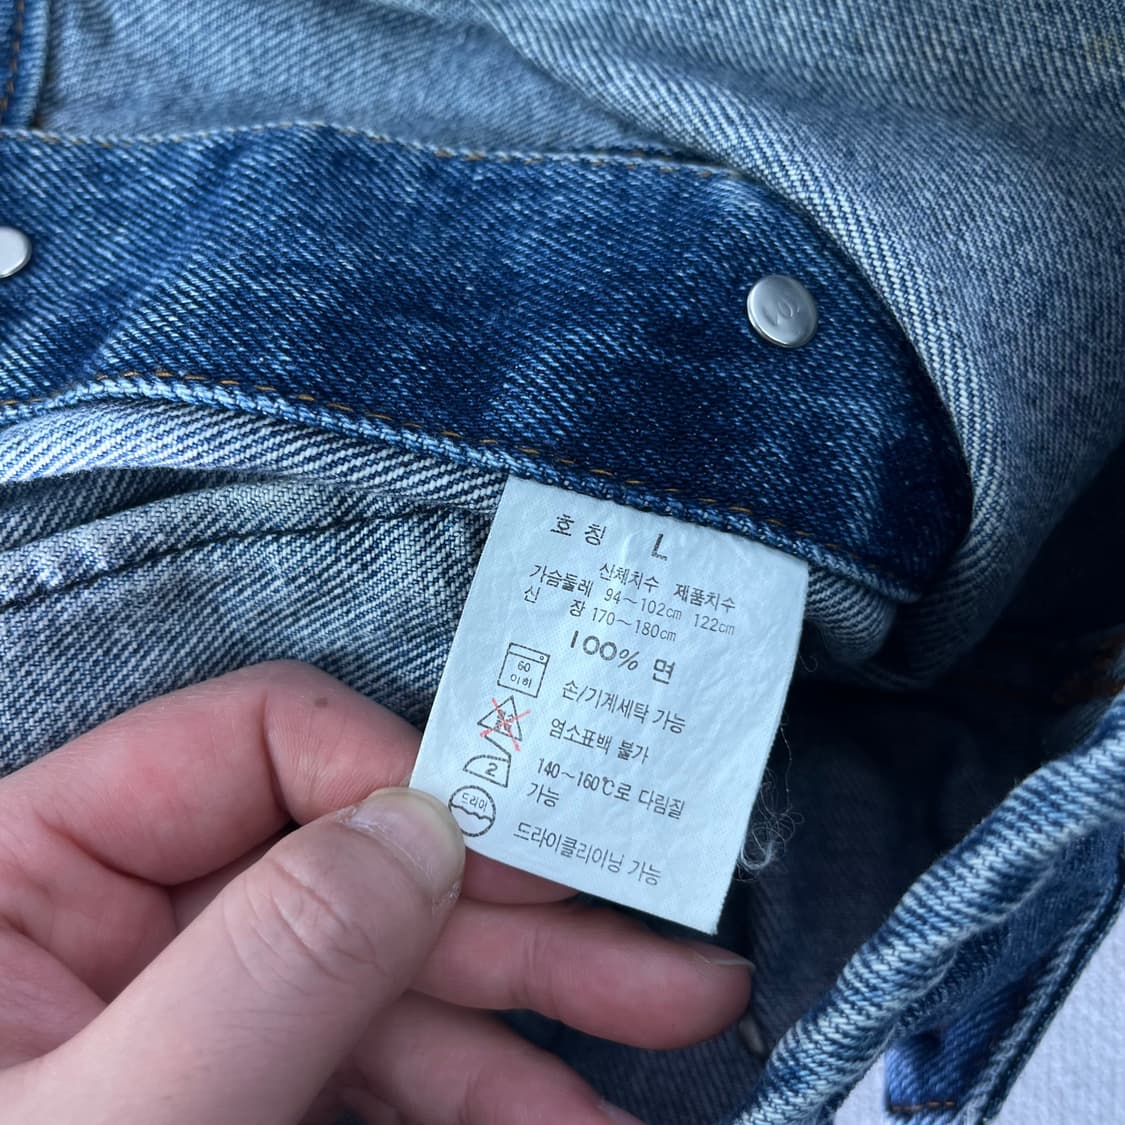 호 칭 L
신체치수 제품치수
가슴둘레 94~102cm 122cm
신 장 170~180cm
100% 면
60
이하
손/기계세탁 가능
염소표백 불가
2
140~160℃로 다림질
가능
드라이
드라이클리이닝 가능